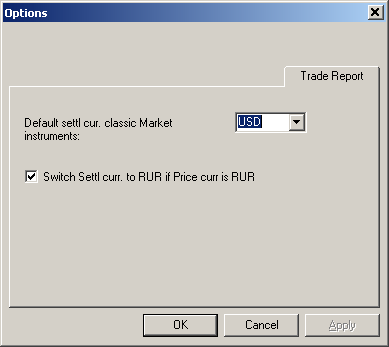 Options
Trade Report
Default settl cur. classic Market
instruments:
USD
Switch Settl curr. to RUR if Price curr is RUR
OK
Cancel
Apply